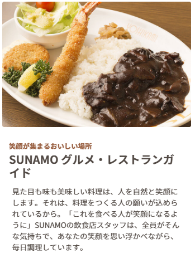 笑顔が集まるおいしい場所
SUNAMO グルメ・レストランガ
イド
見た目も味も美味しい料理は、人を自然と笑顔に
します。それは、料理をつくる人の願いが込めら
れているから。「これを食べる人が笑顔になるよ
うに」SUNAMOの飲食店スタッフは、全員がそん
な気持ちで、あなたの笑顔を思い浮かべながら、
毎日調理しています。